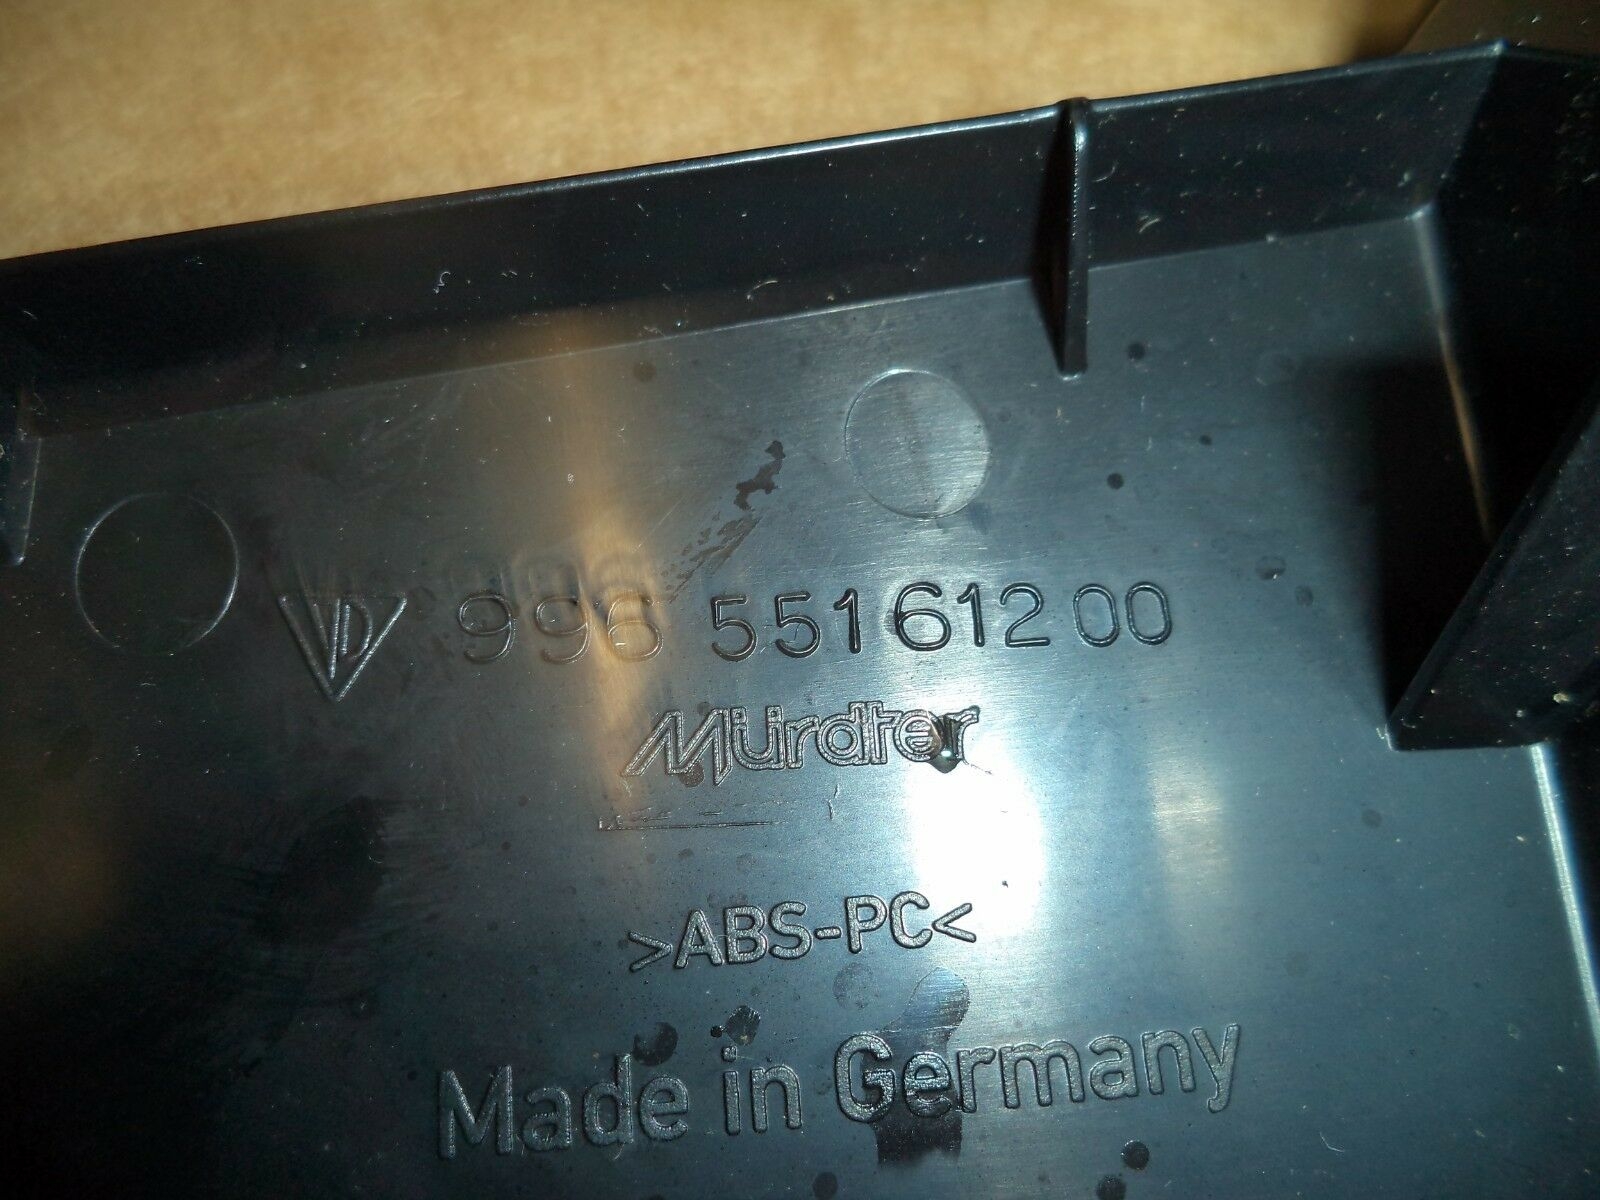 996 551 612 00
Mürdter
>ABS-PC<
Made in Germany